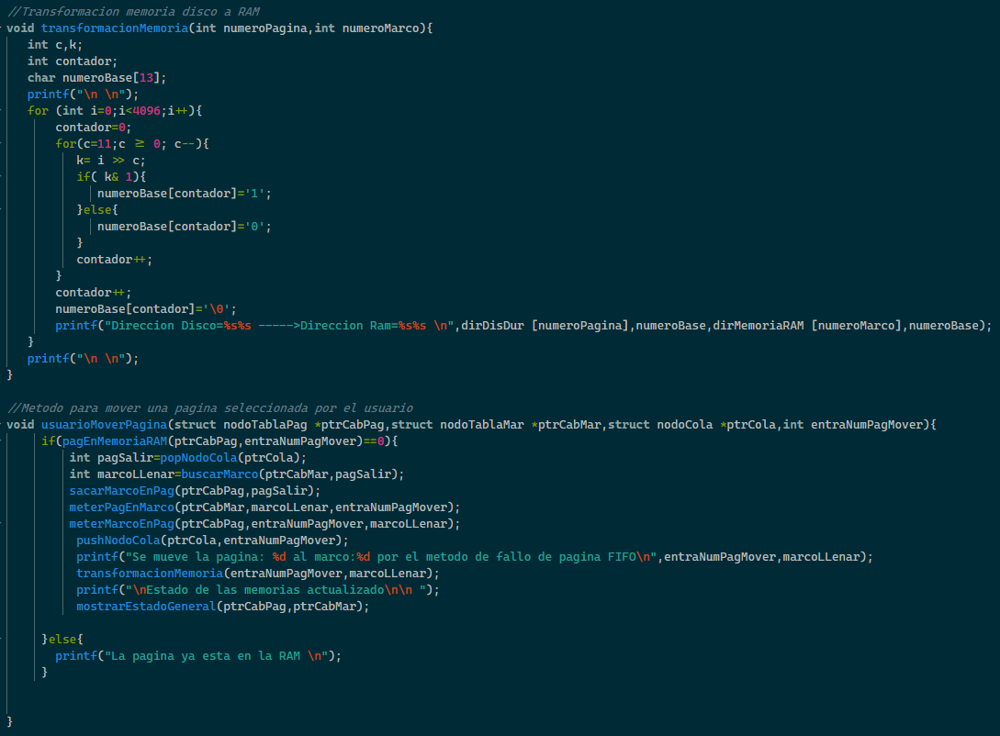 //Transformacion memoria disco a RAM
void transformacionMemoria(int numeroPagina,int numeroMarco){
int c,k;
int contador;
char numeroBase[13];
printf("\n \n");
for (int i=0;i<4096;i++){
contador=0;
for(c=11;c ≥ 0; c--){
k= i >> c;
if( k& 1){
numeroBase[contador]='1';
}else{
numeroBase[contador]='0';
}
contador++;
}
contador++;
numeroBase[contador]='\0';
printf("Direccion Disco=%s%s ----->Direccion Ram=%s%s \n",dirDisDur [numeroPagina],numeroBase,dirMemoriaRAM [numeroMarco],numeroBase);
}
printf("\n \n");
}
//Metodo para mover una pagina seleccionada por el usuario
void usuarioMoverPagina(struct nodoTablaPag *ptrCabPag,struct nodoTablaMar *ptrCabMar,struct nodoCola *ptrCola,int entraNumPagMover){
if(pagEnMemoriaRAM(ptrCabPag,entraNumPagMover)==0){
int pagSalir=popNodoCola(ptrCola);
int marcoLLenar=buscarMarco(ptrCabMar,pagSalir);
sacarMarcoEnPag(ptrCabPag,pagSalir);
meterPagEnMarco(ptrCabMar,marcoLLenar,entraNumPagMover);
meterMarcoEnPag(ptrCabPag,entraNumPagMover,marcoLLenar);
pushNodoCola(ptrCola,entraNumPagMover);
printf("Se mueve la pagina: %d al marco:%d por el metodo de fallo de pagina FIFO\n",entraNumPagMover,marcoLLenar);
transformacionMemoria(entraNumPagMover,marcoLLenar);
printf("\nEstado de las memorias actualizado\n\n ");
mostrarEstadoGeneral(ptrCabPag,ptrCabMar);
}else{
printf("La pagina ya esta en la RAM \n");
}
}